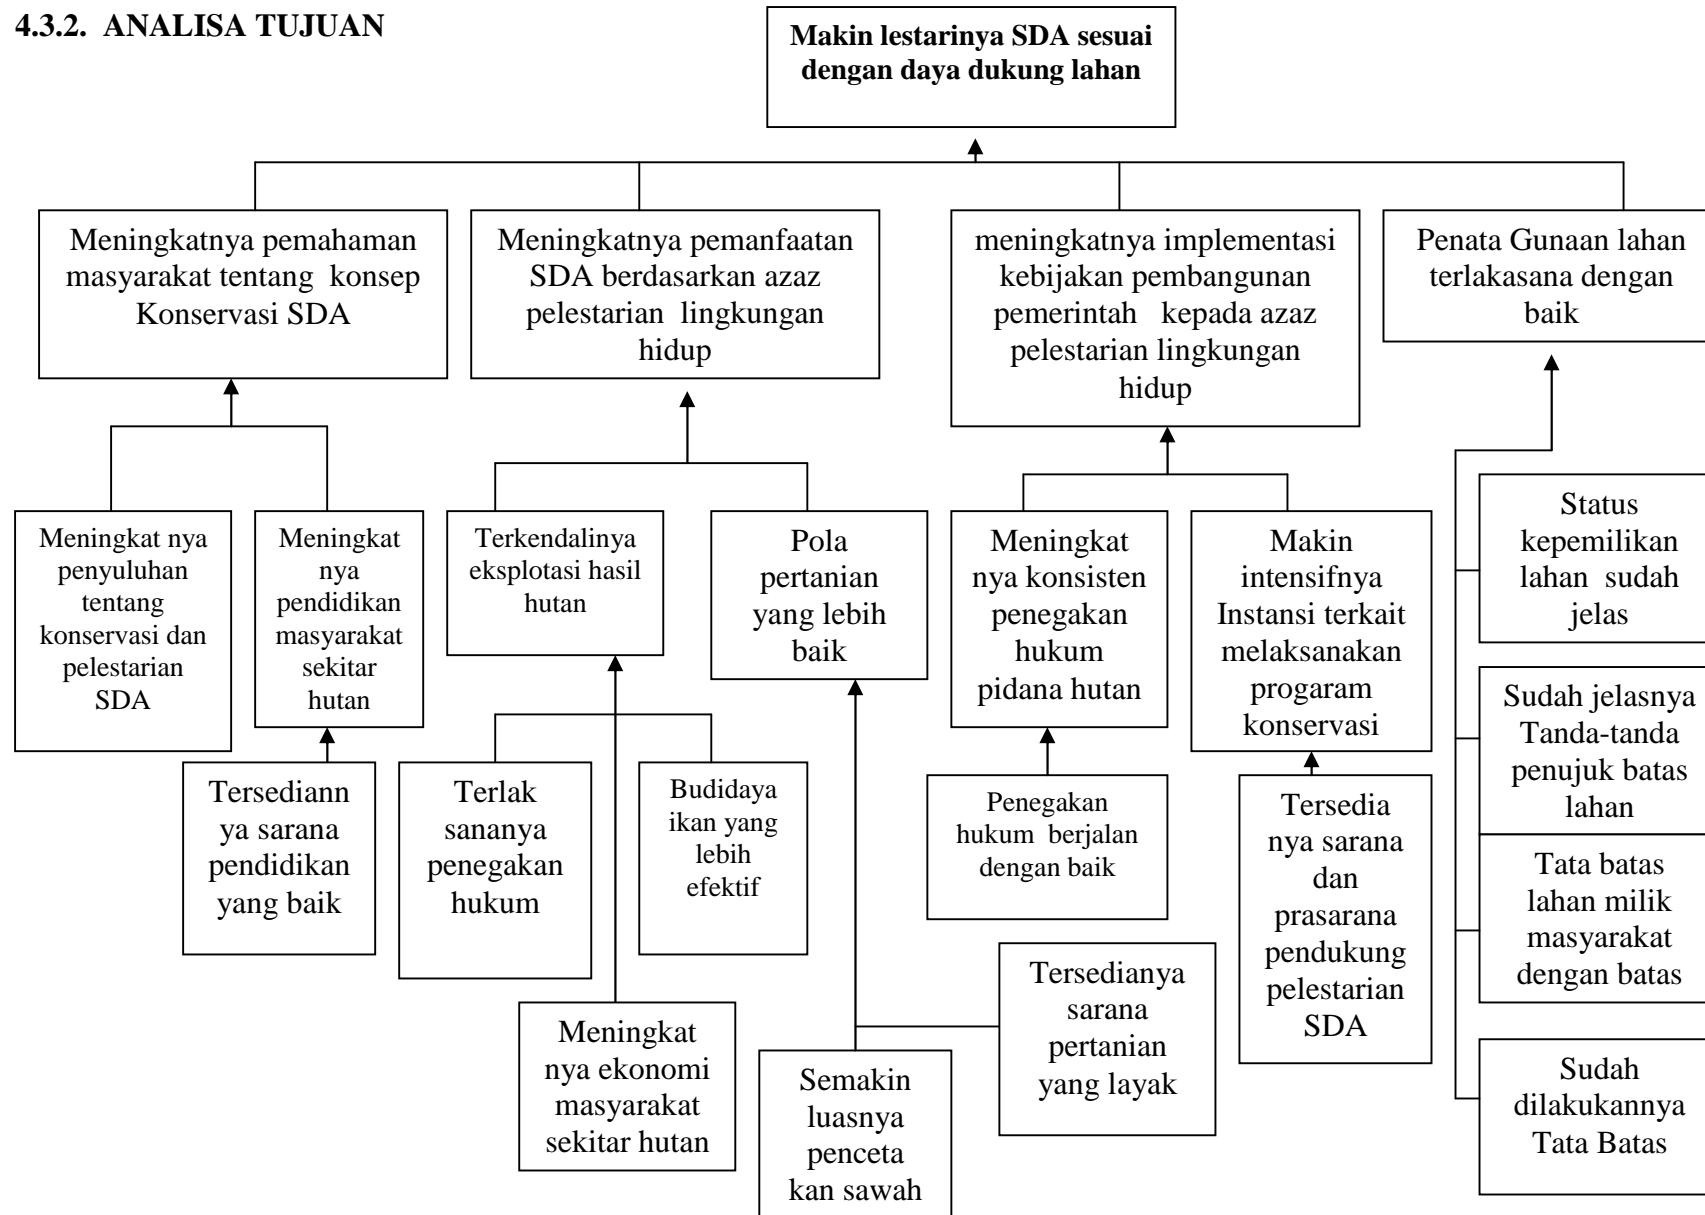 4.3.2. ANALISA TUJUAN
Makin lestarinya SDA sesuai
dengan daya dukung lahan
Meningkatnya pemahaman
masyarakat tentang konsep
Konservasi SDA
Meningkatnya pemanfaatan
SDA berdasarkan azaz
pelestarian lingkungan
hidup
meningkatnya implementasi
kebijakan pembangunan
pemerintah kepada azaz
pelestarian lingkungan
hidup
Penata Gunaan lahan
terlakasana dengan
baik
Meningkat nya
penyuluhan
tentang
konservasi dan
pelestarian
SDA
Meningkat
nya
pendidikan
masyarakat
sekitar
hutan
Terkendalinya
eksplotasi hasil
hutan
Pola
pertanian
yang lebih
baik
Meningkat
nya konsisten
penegakan
hukum
pidana hutan
Makin
intensifnya
Instansi terkait
melaksanakan
progaram
konservasi
Status
kepemilikan
lahan sudah
jelas
Sudah jelasnya
Tanda-tanda
penujuk batas
lahan
Tata batas
lahan milik
masyarakat
dengan batas
Sudah
dilakukannya
Tata Batas
Tersediann
ya sarana
pendidikan
yang baik
Terlak
sananya
penegakan
hukum
Budidaya
ikan yang
lebih
efektif
Penegakan
hukum berjalan
dengan baik
Tersedia
nya sarana
dan
prasarana
pendukung
pelestarian
SDA
Meningkat
nya ekonomi
masyarakat
sekitar hutan
Semakin
luasnya
penceta
kan sawah
Tersedianya
sarana
pertanian
yang layak